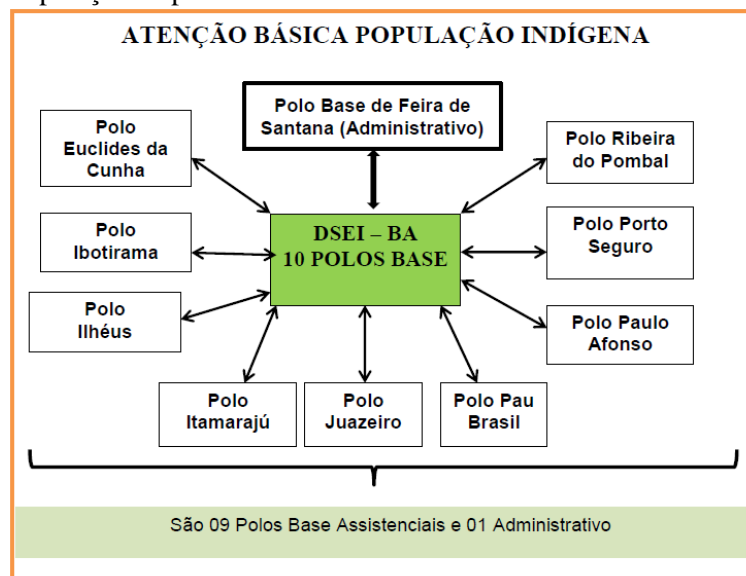 ATENÇÃO BÁSICA POPULAÇÃO INDÍGENA
Polo Base de Feira de
Santana (Administrativo)
Polo
Euclides da
Cunha
Polo Ribeira
do Pombal
Polo
Ibotirama
DSEI – BA
10 POLOS BASE
Polo Porto
Seguro
Polo
Ilhéus
Polo Paulo
Afonso
Polo
Itamarajú
Polo
Juazeiro
Polo Pau
Brasil
São 09 Polos Base Assistenciais e 01 Administrativo